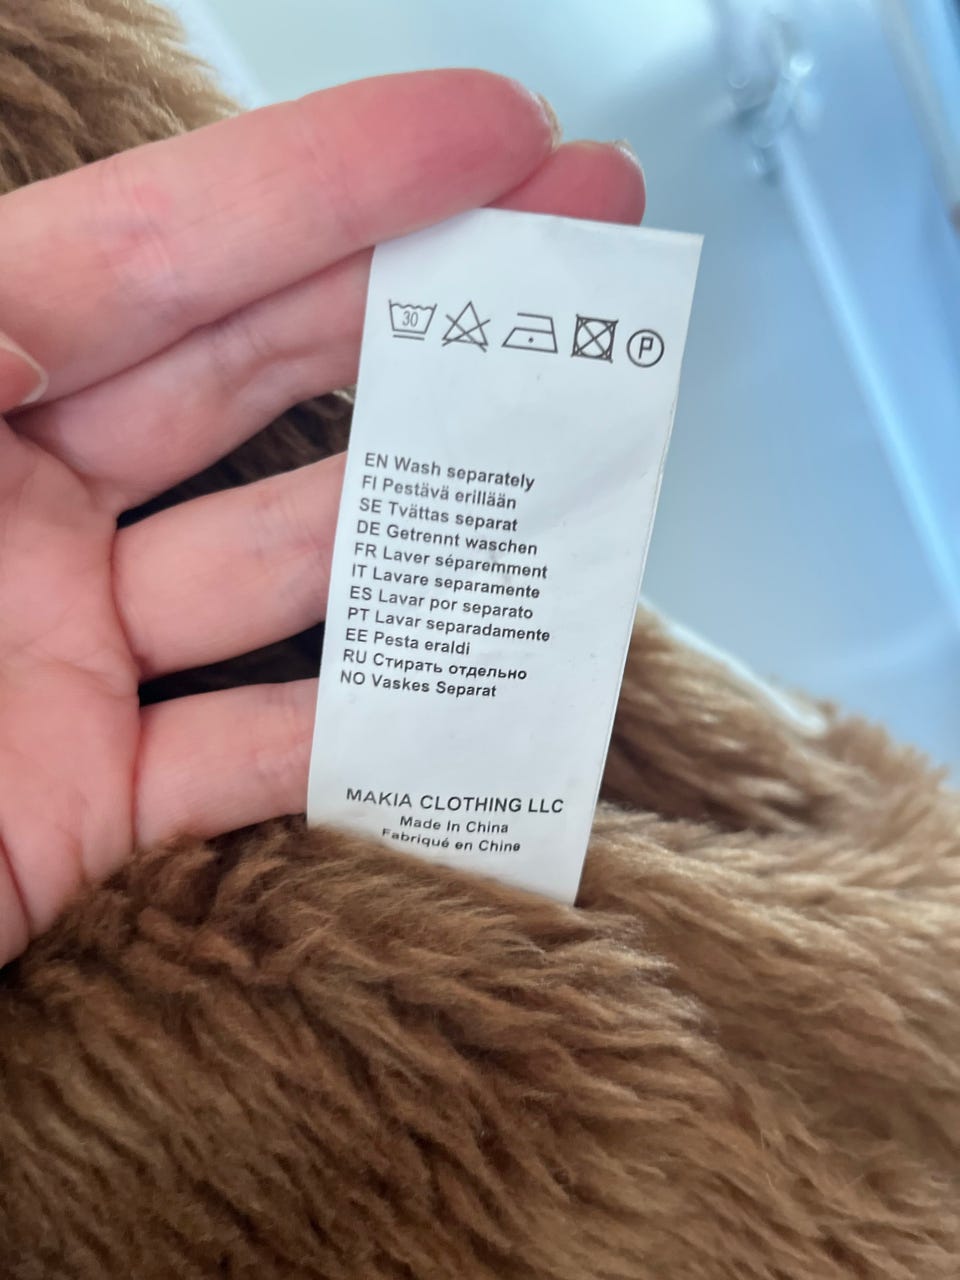 30
P
EN Wash separately
FI Pestävä erillään
SE Tvättas separat
DE Getrennt waschen
FR Laver séparemment
IT Lavare separamente
ES Lavar por separato
PT Lavar separadamente
EE Pesta eraldi
RU Стирать отдельно
NO Vaskes Separat
MAKIA CLOTHING LLC
Made In China
Fabriqué en Chine